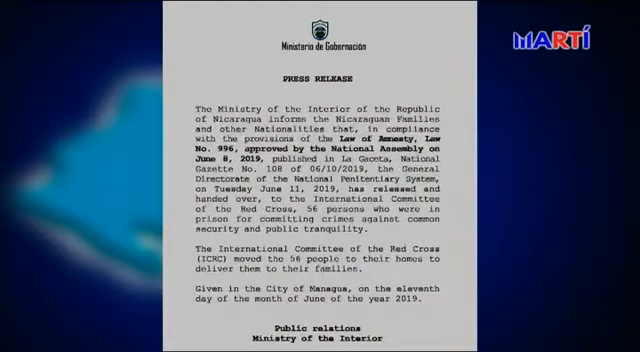 Ministerio de Gobernación
MARTÍ
PRESS RELEASE
The Ministry of the Interior of the Republic
of Nicaragua informs the Nicaraguan Families
and other Nationalities that, in compliance
with the provisions of the Law of Amnesty, Law
No. 996, approved by the National Assembly on
June 8, 2019, published in La Gaceta, National
Gazette No. 108 of 06/10/2019, the General
Directorate of the National Penitentiary System,
on Tuesday June 11, 2019, has released and
handed over, to the International Committee
of the Red Cross, 56 persons who were in
prison for committing crimes against common
security and public tranquility.
The International Committee of the Red Cross
(ICRC) moved the 56 people to their homes to
deliver them to their families.
Given in the City of Managua, on the eleventh
day of the month of June of the year 2019.
Public relations
Ministry of the Interior